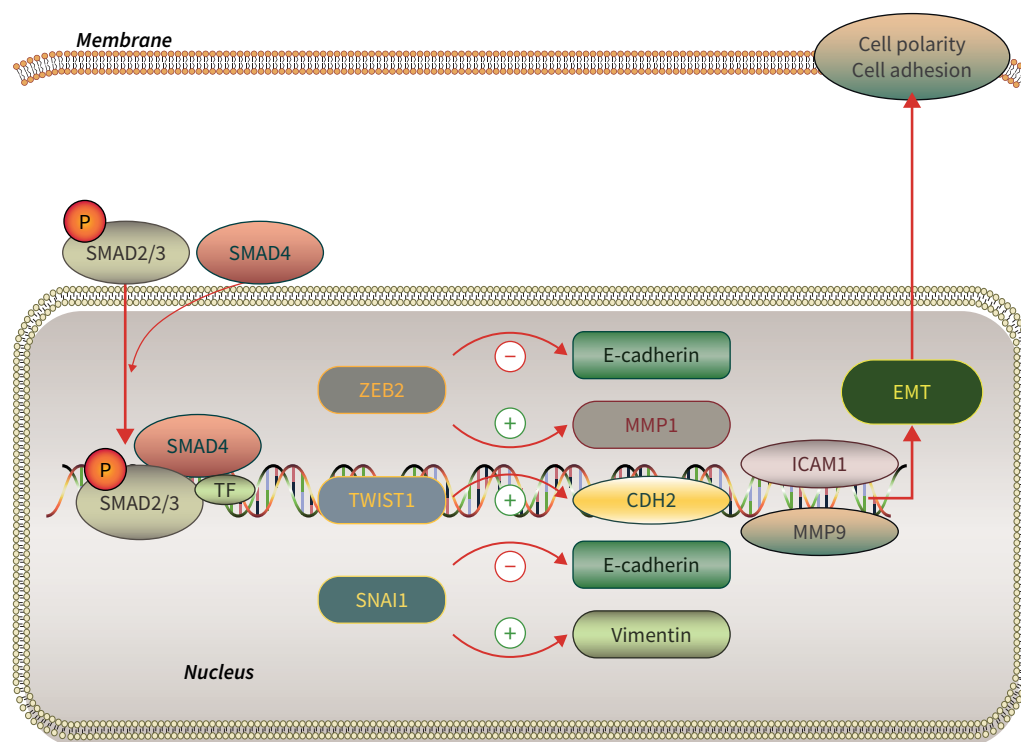 Membrane
Cell polarity
Cell adhesion
P
SMAD2/3
SMAD4
E-cadherin
−
ZEB2
EMT
+
MMP1
SMAD4
P
ICAM1
TF
SMAD2/3
TWIST1
+
CDH2
MMP9
E-cadherin
−
SNAI1
+
Vimentin
Nucleus